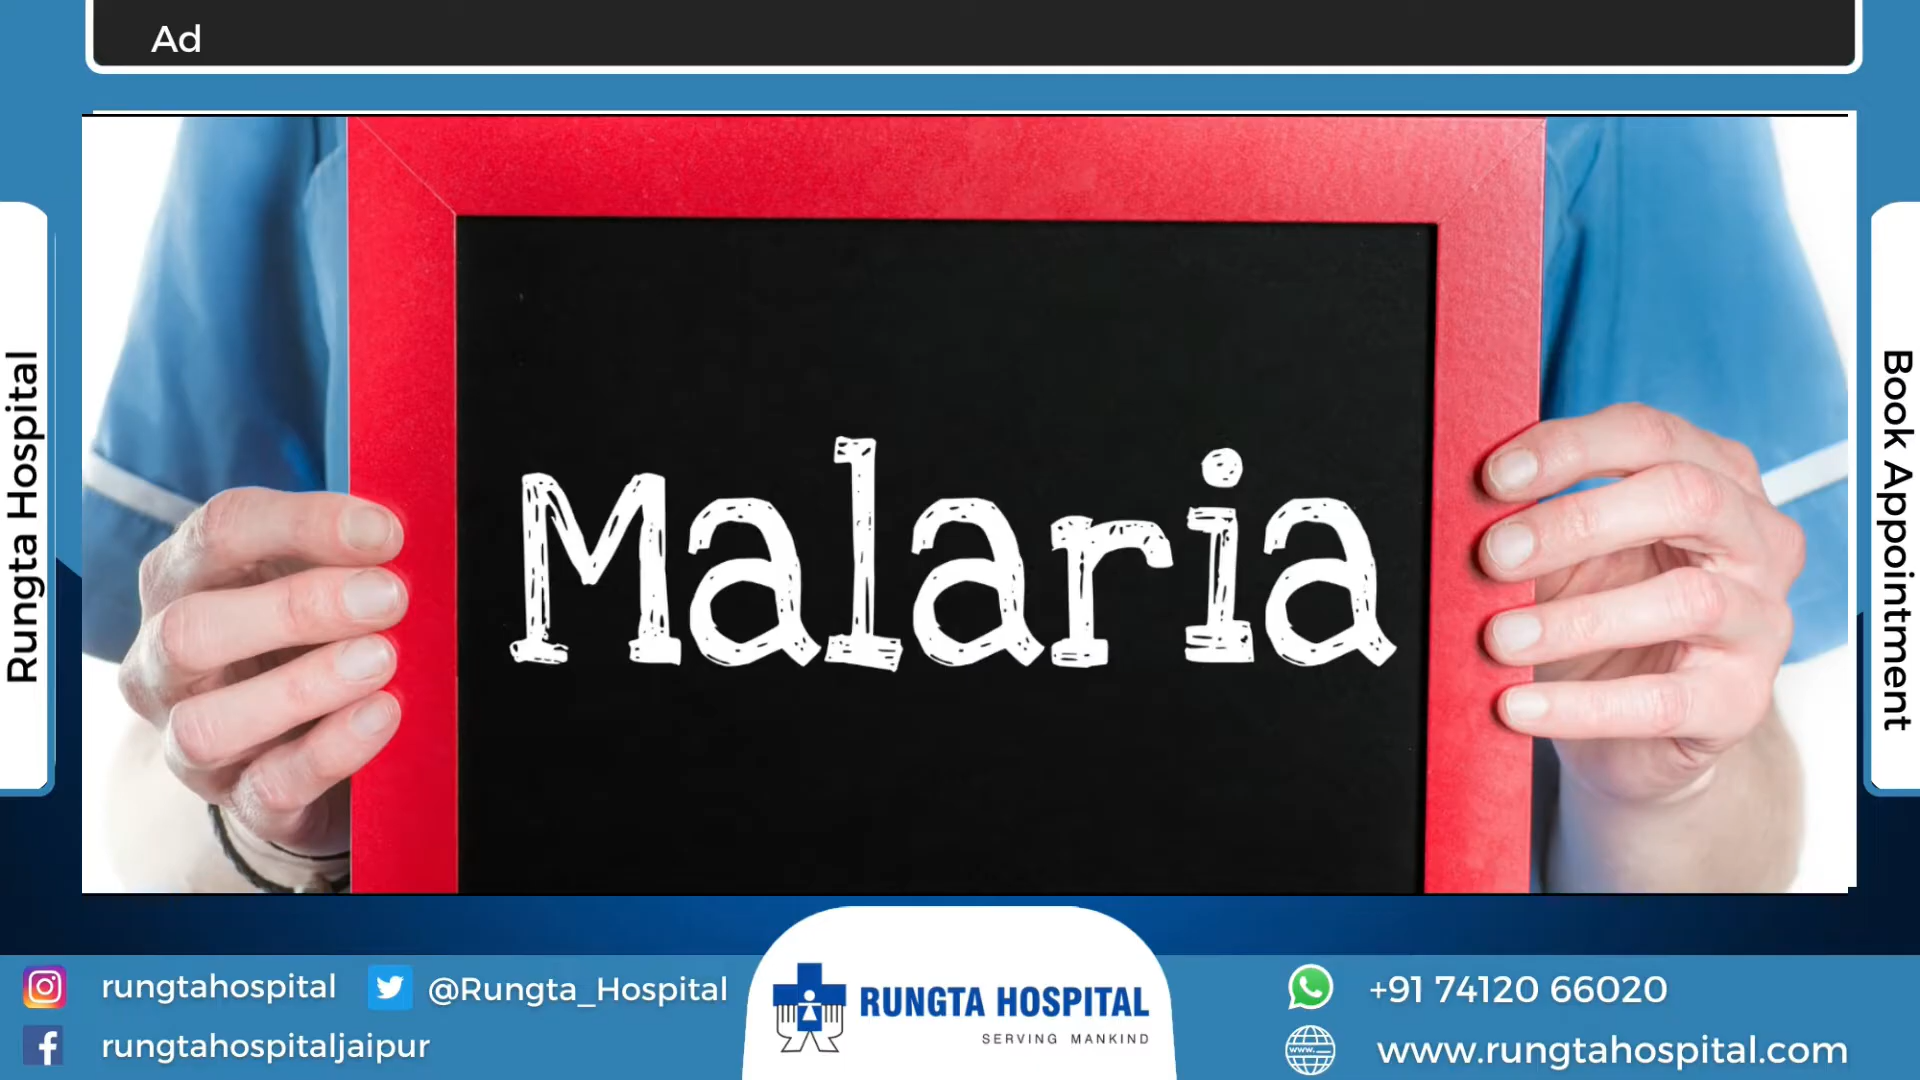 Ad
Rungta Hospital
Malaria
Book Appointment
rungtahospital
@Rungta_Hospital
rungtahospitaljaipur
RUNGTA HOSPITAL
SERVING MANKIND
+91 74120 66020
www...
www.rungtahospital.com